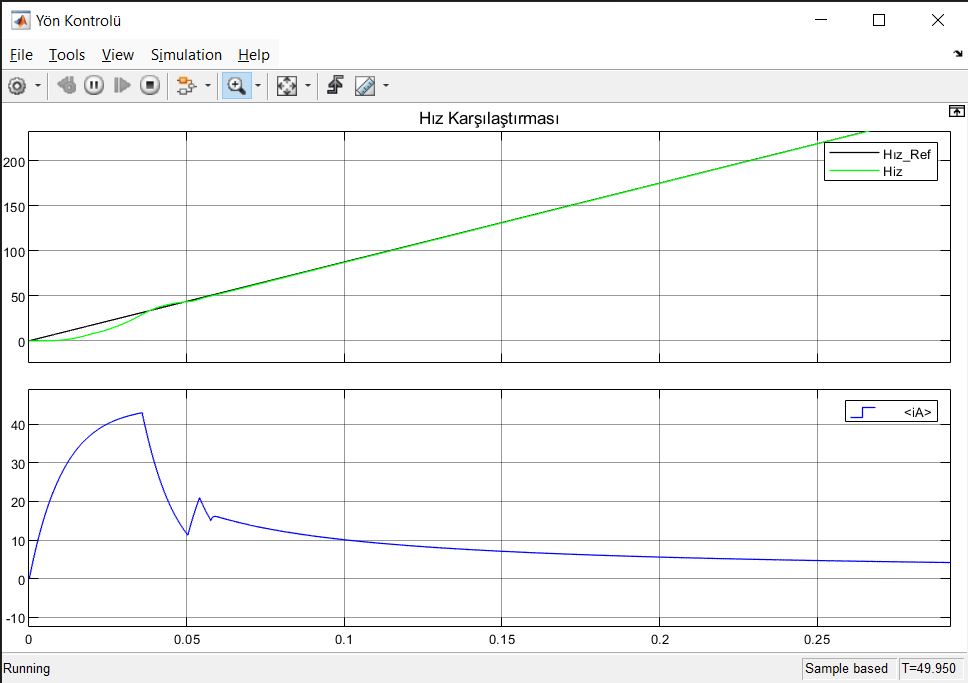 Yön Kontrolü
File Tools View Simulation Help
Hız Karşılaştırması
Hız_Ref
Hiz
200
150
100
50
0
<iA>
40
30
20
10
0
-10
0 0.05 0.1 0.15 0.2 0.25
Running Sample based T=49.950